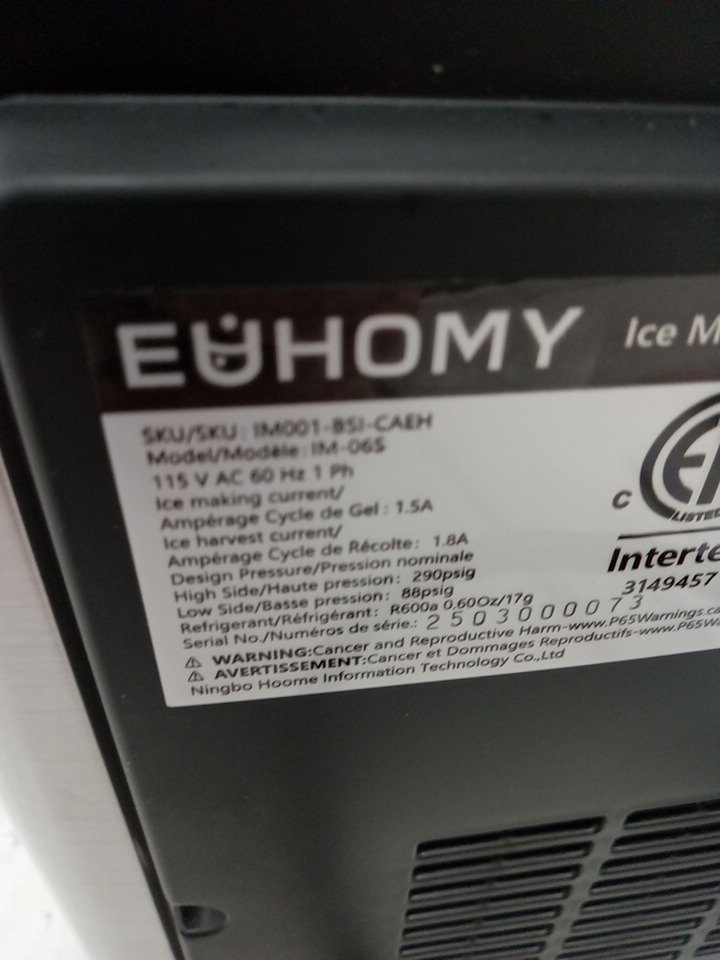 EUHOMY Ice M
SKU/SKU: IM001-BSI-CAEH
Model/Modèle: IM-06S
115 V AC 60 Hz 1 Ph
Ice making current/
Ampérage Cycle de Gel : 1.5A
Ice harvest current/
Ampérage Cycle de Récolte: 1.8A
Design Pressure/Pression nominale
High Side/Haute pression: 290psig
Low Side/Basse pression: 88psig
Refrigerant/Réfrigérant: R600a 0.60Oz/17g
Serial No./Numéros de série.: 2503000073
⚠ WARNING:Cancer and Reproductive Harm-www.P65Warnings.ca
⚠ AVERTISSEMENT:Cancer et Dommages Reproductifs-www.P65W
Ningbo Hoome Information Technology Co.,Ltd
C
LISTED
Interte
3149457